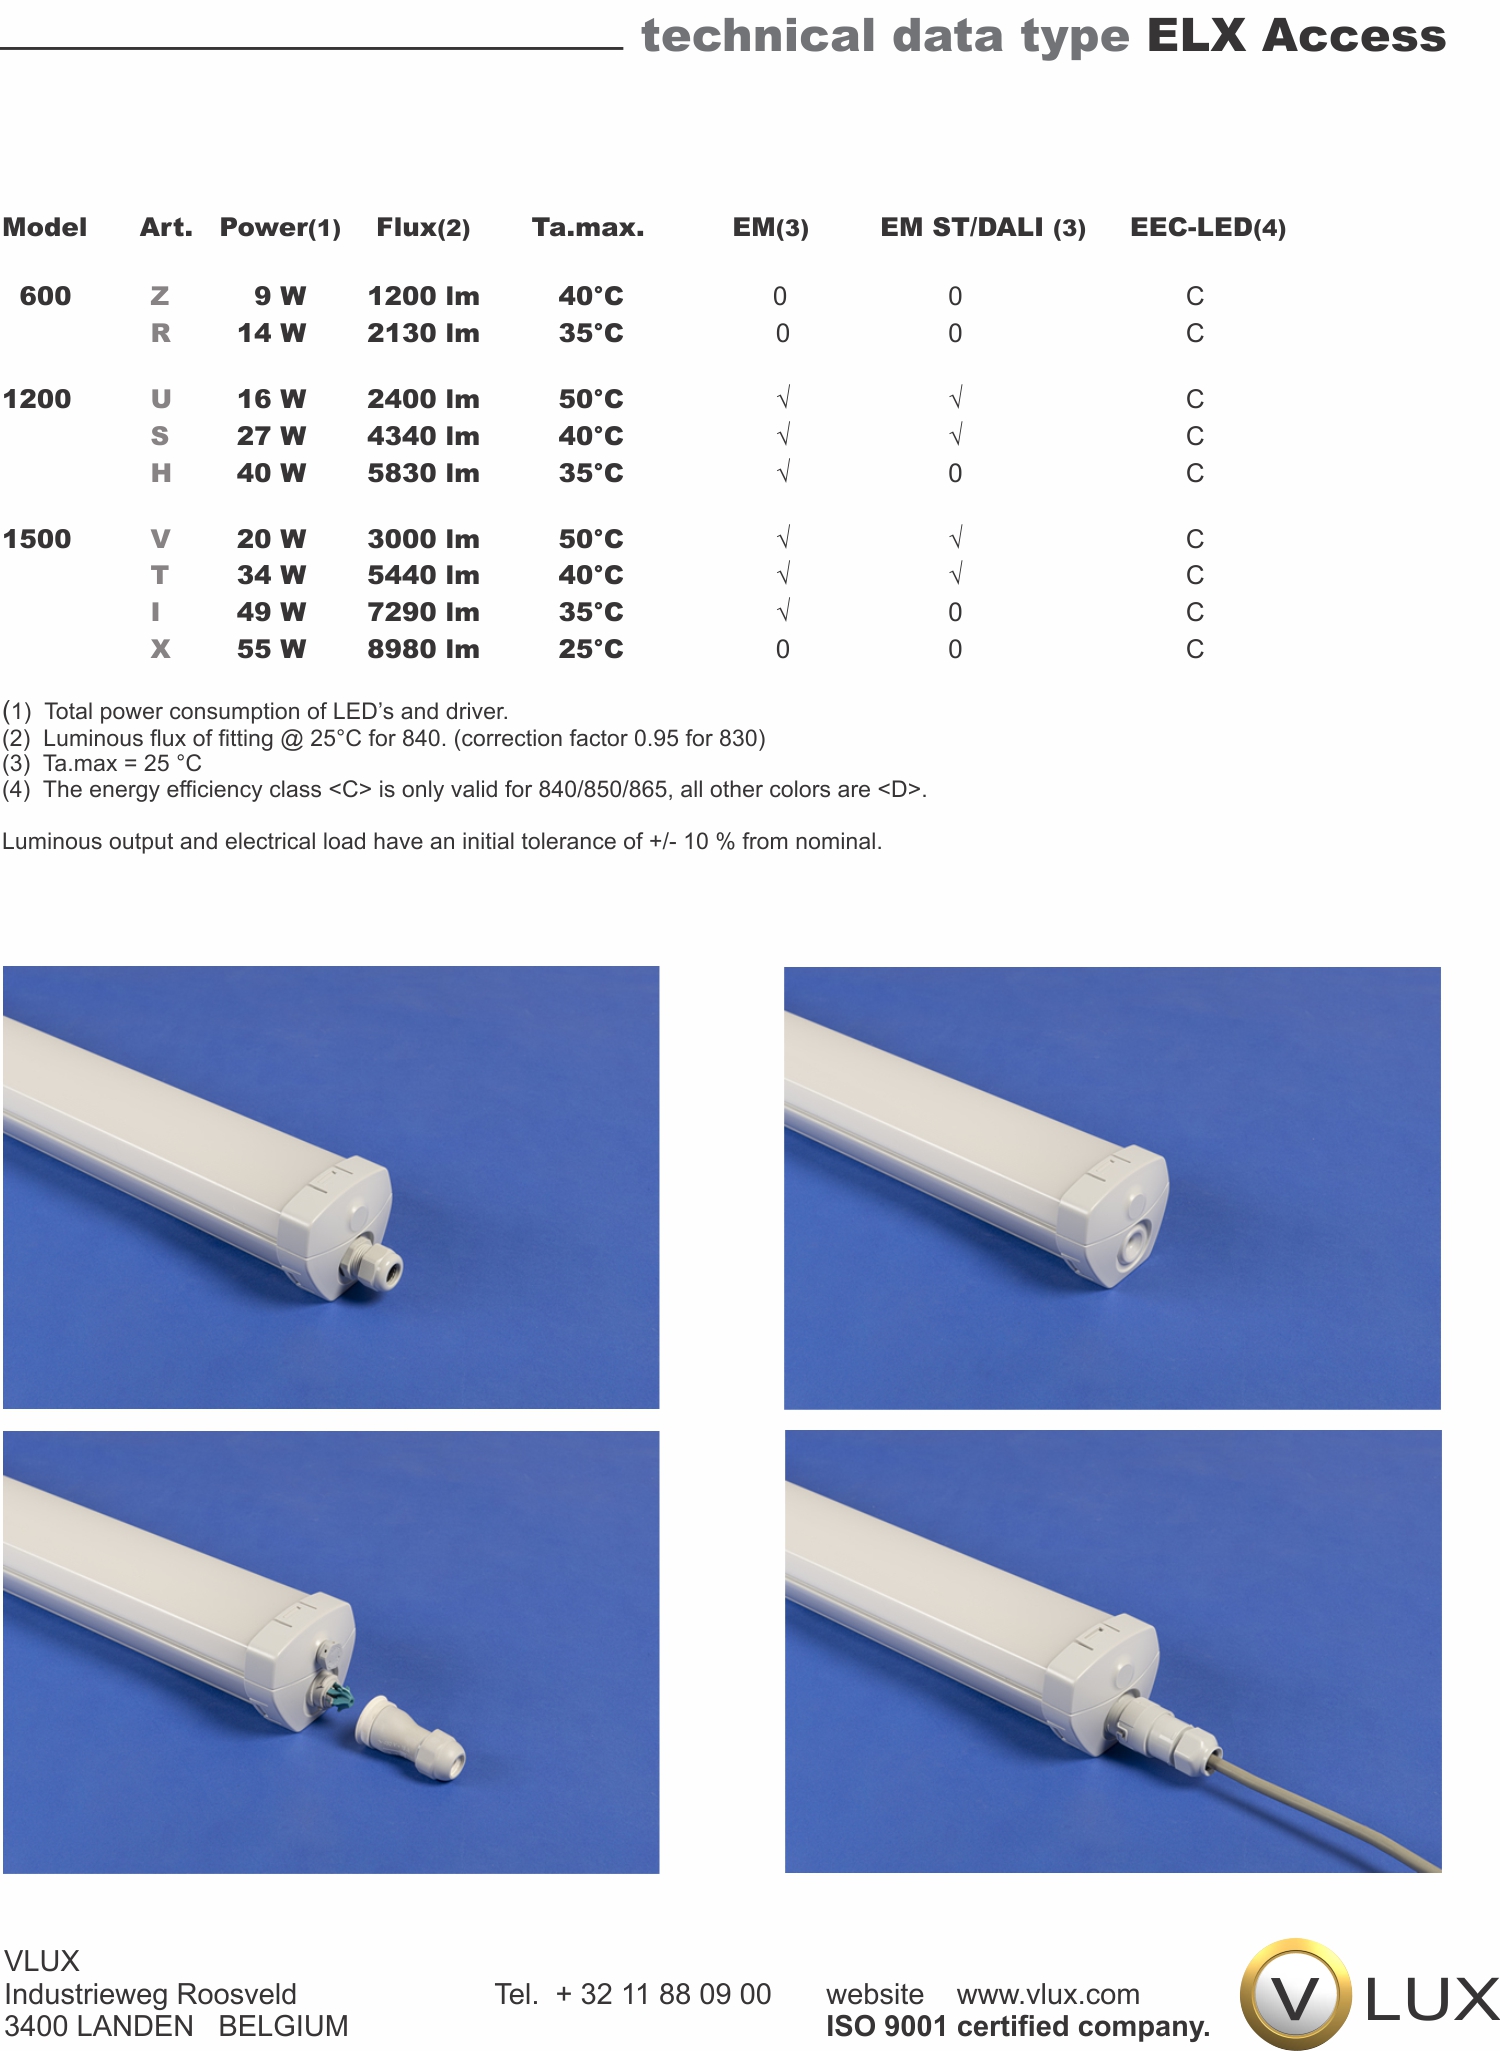 technical data type ELX Access
Model Art. Power(1) Flux(2) Ta.max. EM(3) EM ST/DALI (3) EEC-LED(4)
600 Z 9 W 1200 lm 40°C 0 0 C
R 14 W 2130 lm 35°C 0 0 C
1200 U 16 W 2400 lm 50°C √ √ C
S 27 W 4340 lm 40°C √ √ C
H 40 W 5830 lm 35°C √ 0 C
1500 V 20 W 3000 lm 50°C √ √ C
T 34 W 5440 lm 40°C √ √ C
I 49 W 7290 lm 35°C √ 0 C
X 55 W 8980 lm 25°C 0 0 C
(1) Total power consumption of LED’s and driver.
(2) Luminous flux of fitting @ 25°C for 840. (correction factor 0.95 for 830)
(3) Ta.max = 25 °C
(4) The energy efficiency class <C> is only valid for 840/850/865, all other colors are <D>.
Luminous output and electrical load have an initial tolerance of +/- 10 % from nominal.
VLUX
Industrieweg Roosveld Tel. + 32 11 88 09 00 website www.vlux.com
3400 LANDEN BELGIUM ISO 9001 certified company.
V LUX